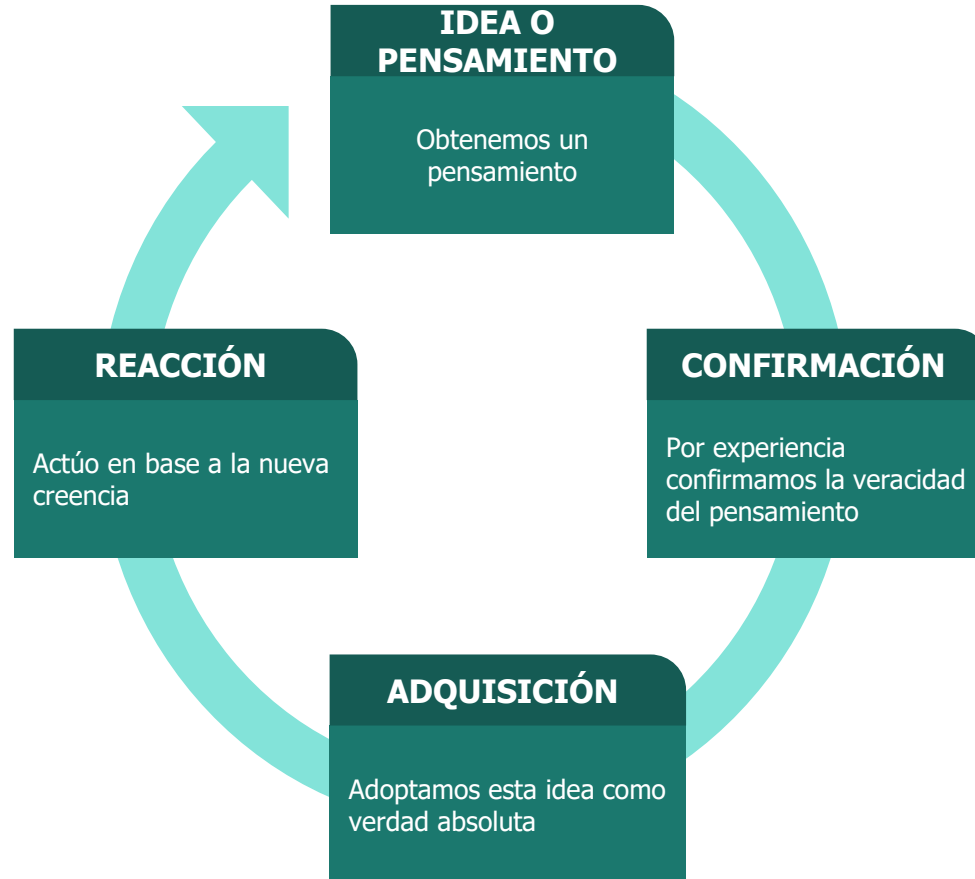 IDEA O
PENSAMIENTO
Obtenemos un
pensamiento
CONFIRMACIÓN
Por experiencia
confirmamos la veracidad
del pensamiento
ADQUISICIÓN
Adoptamos esta idea como
verdad absoluta
REACCIÓN
Actúo en base a la nueva
creencia